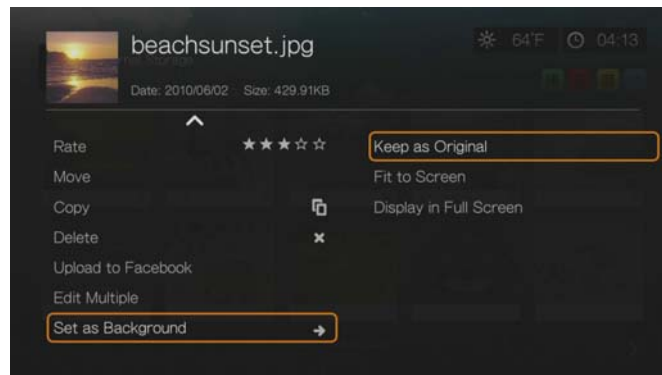 beachsunset.jpg
64°F 04:13
Date: 2010/06/02 Size: 429.91KB
Rate
Move
Copy
Delete
Upload to Facebook
Edit Multiple
Set as Background
Keep as Original
Fit to Screen
Display in Full Screen